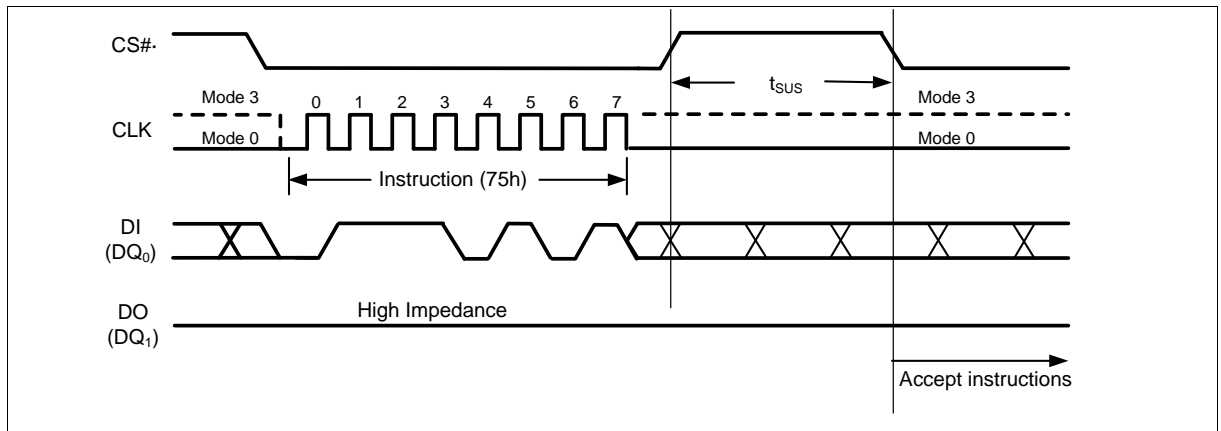 CS#·
t_SUS
Mode 3
0 1 2 3 4 5 6 7
Mode 3
CLK
Mode 0
Mode 0
Instruction (75h)
DI
(DQ₀)
High Impedance
DO
(DQ₁)
Accept instructions